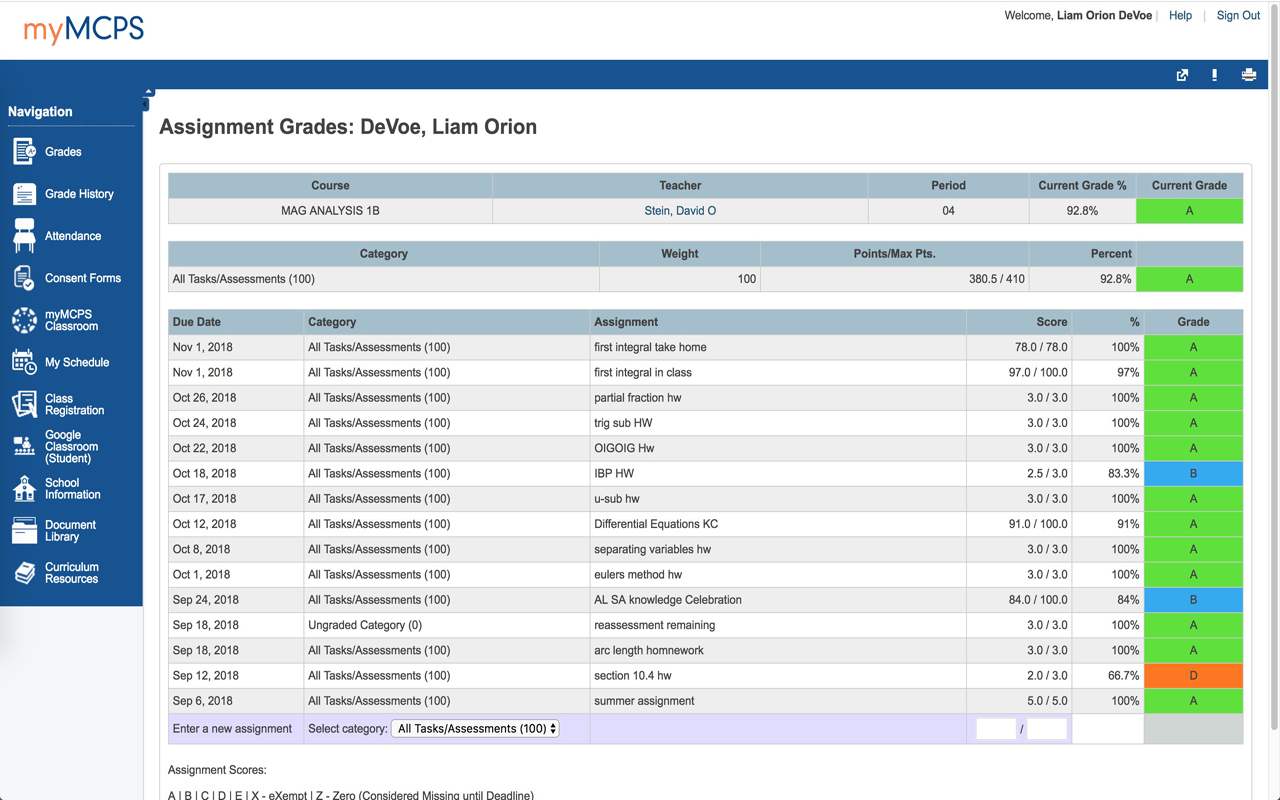 myMCPS
Welcome, Liam Orion DeVoe | Help | Sign Out
Navigation
Grades
Grade History
Attendance
Consent Forms
myMCPS
Classroom
My Schedule
Class
Registration
Google
Classroom
(Student)
School
Information
Document
Library
Curriculum
Resources
Assignment Grades: DeVoe, Liam Orion
Course Teacher Period Current Grade % Current Grade
MAG ANALYSIS 1B Stein, David O 04 92.8% A
Category Weight Points/Max Pts. Percent
All Tasks/Assessments (100) 100 380.5 / 410 92.8% A
Due Date Category Assignment Score % Grade
Nov 1, 2018 All Tasks/Assessments (100) first integral take home 78.0 / 78.0 100% A
Nov 1, 2018 All Tasks/Assessments (100) first integral in class 97.0 / 100.0 97% A
Oct 26, 2018 All Tasks/Assessments (100) partial fraction hw 3.0 / 3.0 100% A
Oct 24, 2018 All Tasks/Assessments (100) trig sub HW 3.0 / 3.0 100% A
Oct 22, 2018 All Tasks/Assessments (100) OIGOIG Hw 3.0 / 3.0 100% A
Oct 18, 2018 All Tasks/Assessments (100) IBP HW 2.5 / 3.0 83.3% B
Oct 17, 2018 All Tasks/Assessments (100) u-sub hw 3.0 / 3.0 100% A
Oct 12, 2018 All Tasks/Assessments (100) Differential Equations KC 91.0 / 100.0 91% A
Oct 8, 2018 All Tasks/Assessments (100) separating variables hw 3.0 / 3.0 100% A
Oct 1, 2018 All Tasks/Assessments (100) eulers method hw 3.0 / 3.0 100% A
Sep 24, 2018 All Tasks/Assessments (100) AL SA knowledge Celebration 84.0 / 100.0 84% B
Sep 18, 2018 Ungraded Category (0) reassessment remaining 3.0 / 3.0 100% A
Sep 18, 2018 All Tasks/Assessments (100) arc length homnework 3.0 / 3.0 100% A
Sep 12, 2018 All Tasks/Assessments (100) section 10.4 hw 2.0 / 3.0 66.7% D
Sep 6, 2018 All Tasks/Assessments (100) summer assignment 5.0 / 5.0 100% A
Enter a new assignment Select category: All Tasks/Assessments (100) /
Assignment Scores:
A | B | C | D | E | X - eXempt | Z - Zero (Considered Missing until Deadline)